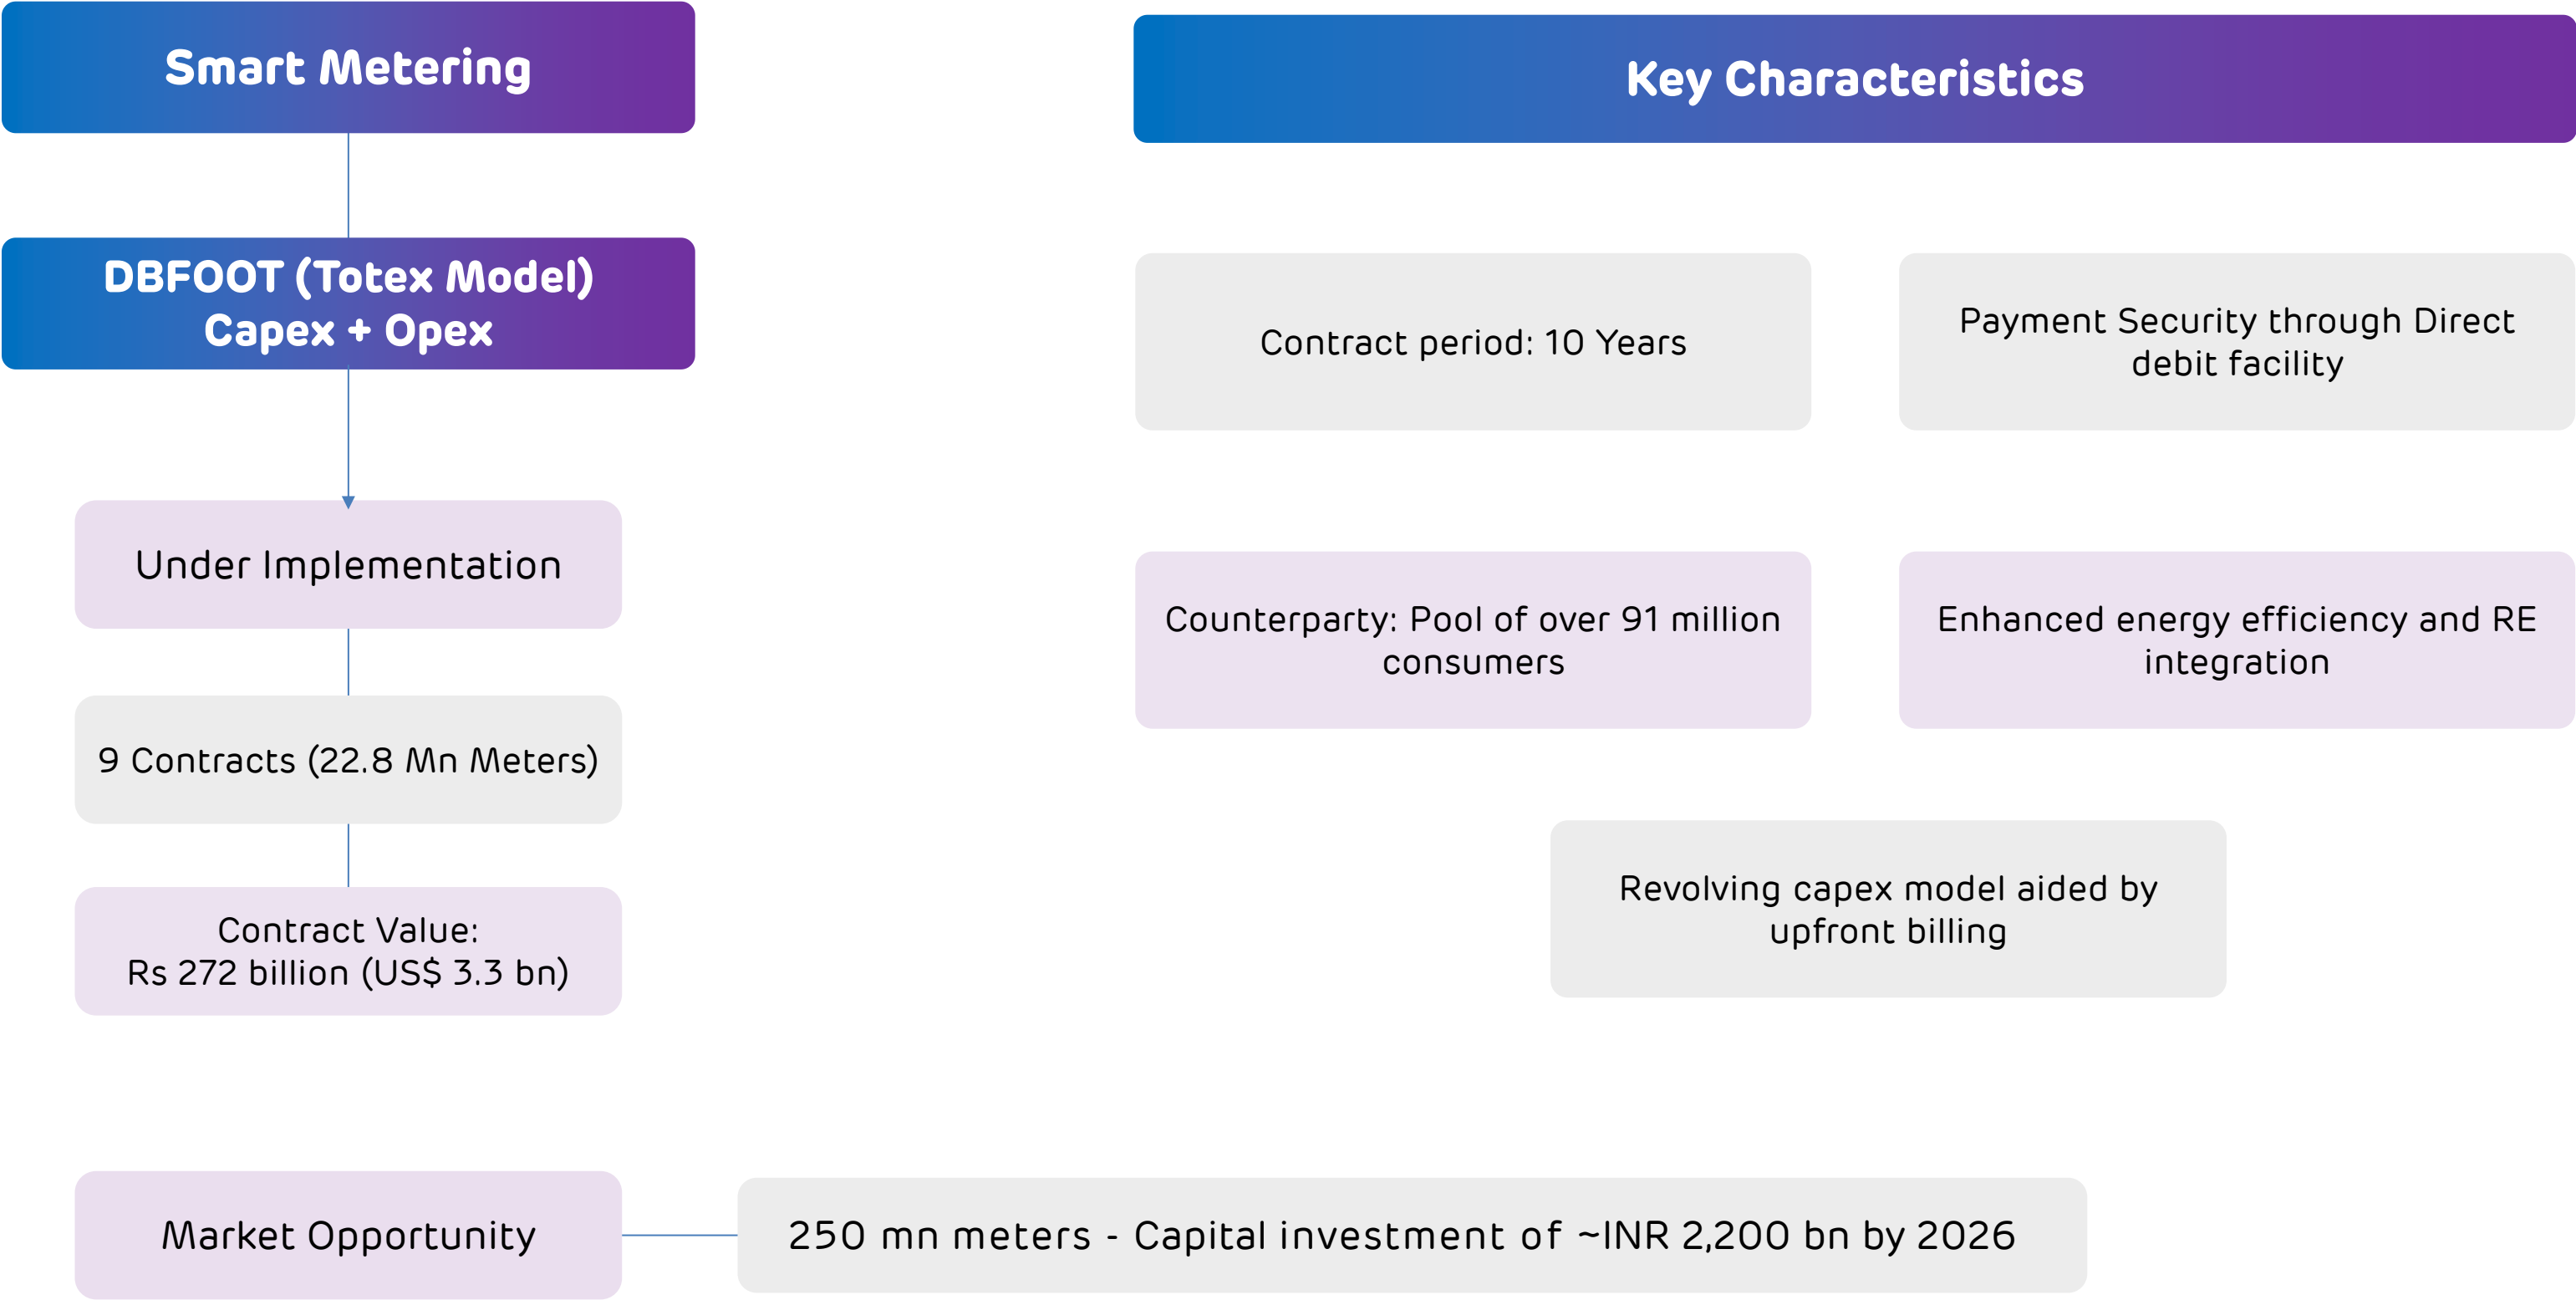 Smart Metering
DBFOOT (Totex Model)
Capex + Opex
Under Implementation
9 Contracts (22.8 Mn Meters)
Contract Value:
Rs 272 billion (US$ 3.3 bn)
Key Characteristics
Contract period: 10 Years
Payment Security through Direct
debit facility
Counterparty: Pool of over 91 million
consumers
Enhanced energy efficiency and RE
integration
Revolving capex model aided by
upfront billing
Market Opportunity
250 mn meters - Capital investment of ~INR 2,200 bn by 2026